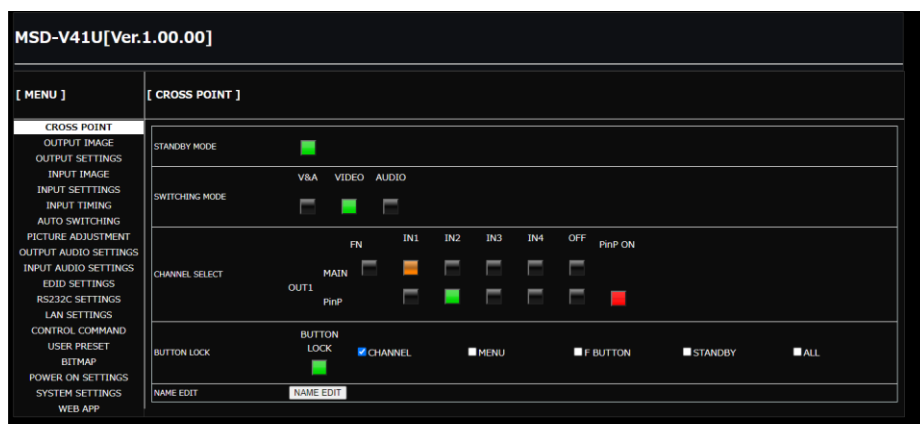 MSD-V41U[Ver.1.00.00]
[ MENU ]
[ CROSS POINT ]
CROSS POINT
OUTPUT IMAGE
OUTPUT SETTINGS
INPUT IMAGE
INPUT SETTTINGS
INPUT TIMING
AUTO SWITCHING
PICTURE ADJUSTMENT
OUTPUT AUDIO SETTINGS
INPUT AUDIO SETTINGS
EDID SETTINGS
RS232C SETTINGS
LAN SETTINGS
CONTROL COMMAND
USER PRESET
BITMAP
POWER ON SETTINGS
SYSTEM SETTINGS
WEB APP
STANDBY MODE
SWITCHING MODE
V&A VIDEO AUDIO
CHANNEL SELECT
FN IN1 IN2 IN3 IN4 OFF PinP ON
MAIN
OUT1
PinP
BUTTON LOCK
BUTTON
LOCK
CHANNEL MENU F BUTTON STANDBY ALL
NAME EDIT
NAME EDIT